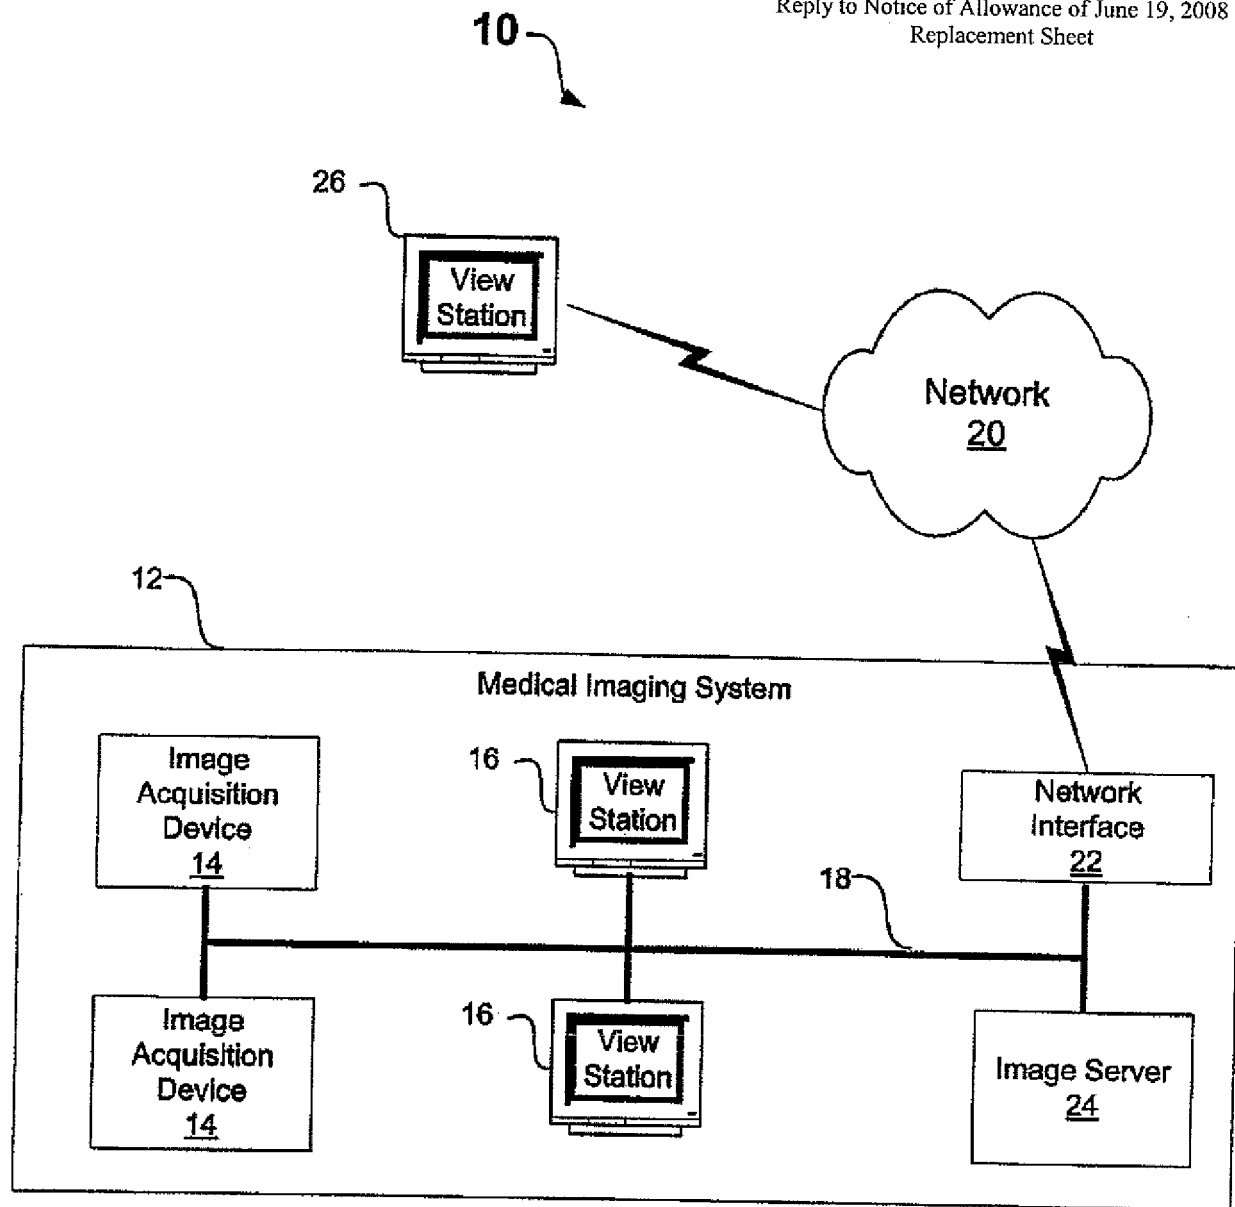 Reply to Notice of Allowance of June 19, 2008
Replacement Sheet
10
26
View
Station
Network
20
12
Medical Imaging System
Image
Acquisition
Device
14
16
View
Station
Network
Interface
22
18
Image
Acquisition
Device
14
16
View
Station
Image Server
24